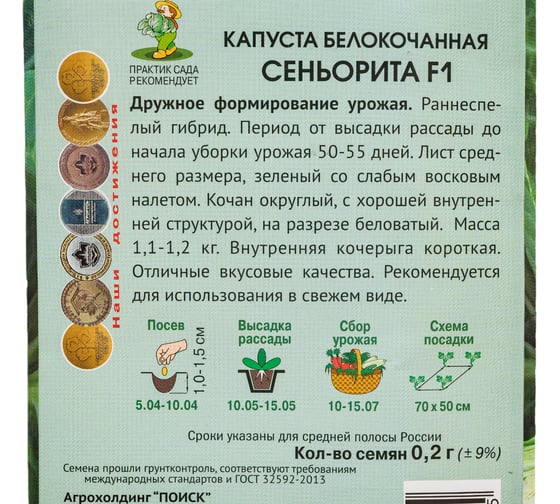 КАПУСТА БЕЛОКОЧАННАЯ
СЕНЬОРИТА F1
ПРАКТИК САДА
РЕКОМЕНДУЕТ
Наши достижения
Дружное формирование урожая. Раннеспе-
лый гибрид. Период от высадки рассады до
начала уборки урожая 50-55 дней. Лист сред-
него размера, зеленый со слабым восковым
налетом. Кочан округлый, с хорошей внутрен-
ней структурой, на разрезе беловатый. Масса
1,1-1,2 кг. Внутренняя кочерыга короткая.
Отличные вкусовые качества. Рекомендуется
для использования в свежем виде.
Посев
1,0-1,5 см
5.04-10.04
Высадка
рассады
10.05-15.05
Сбор
урожая
10-15.07
Схема
посадки
70 х 50 см
Сроки указаны для средней полосы России
Кол-во семян 0,2 г (± 9%)
Семена прошли грунтконтроль, соответствуют требованиям
международных стандартов и ГОСТ 32592-2013
Агрохолдинг "ПОИСК"